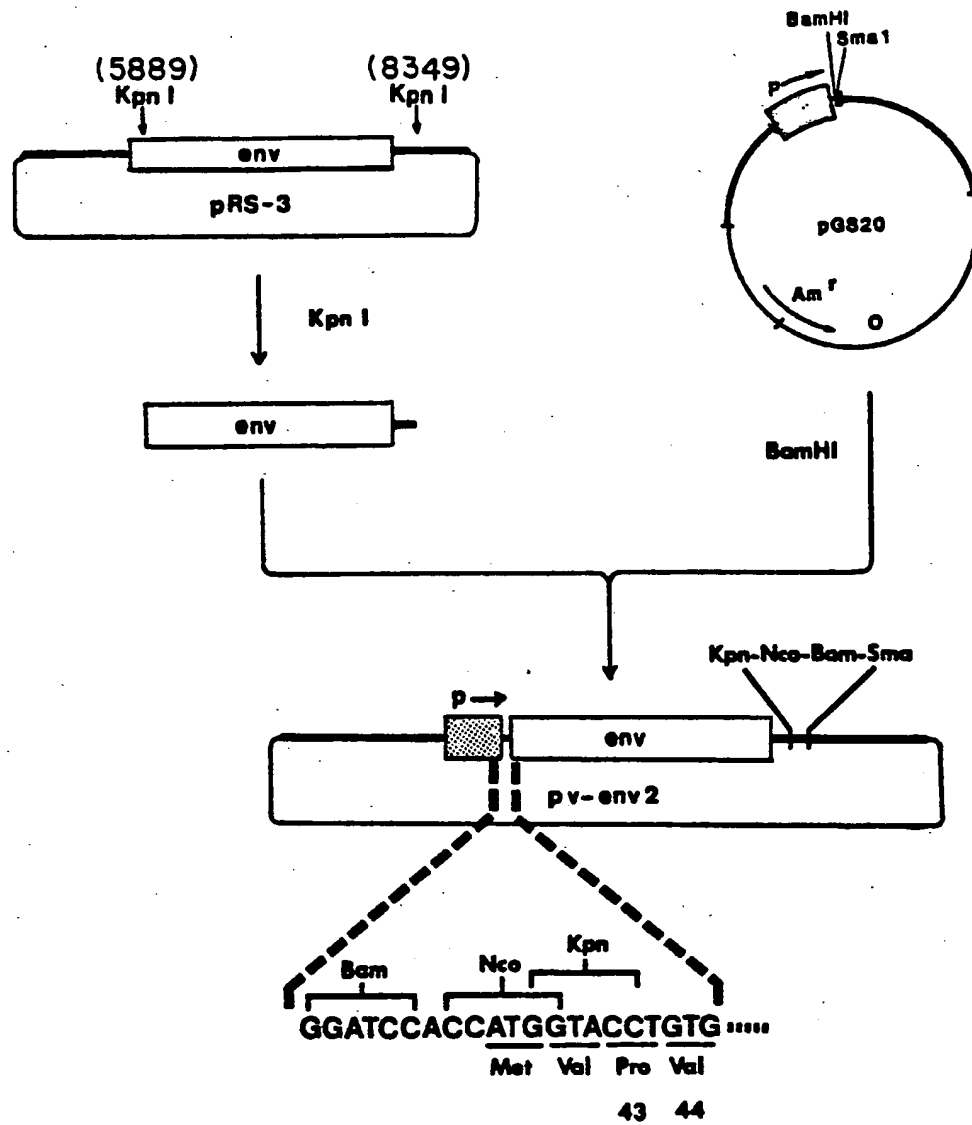 (5889)
Kpn I
(8349)
Kpn I
env
pRS-3
BamHI
Sma1
P
pGS20
Am r
O
Kpn I
env
BamHI
Kpn-Nco-Bam-Sma
p
env
pv-env2
Bam
Nco
Kpn
GGATCCACCATGGTACCTGTG
Met Val Pro Val
43 44